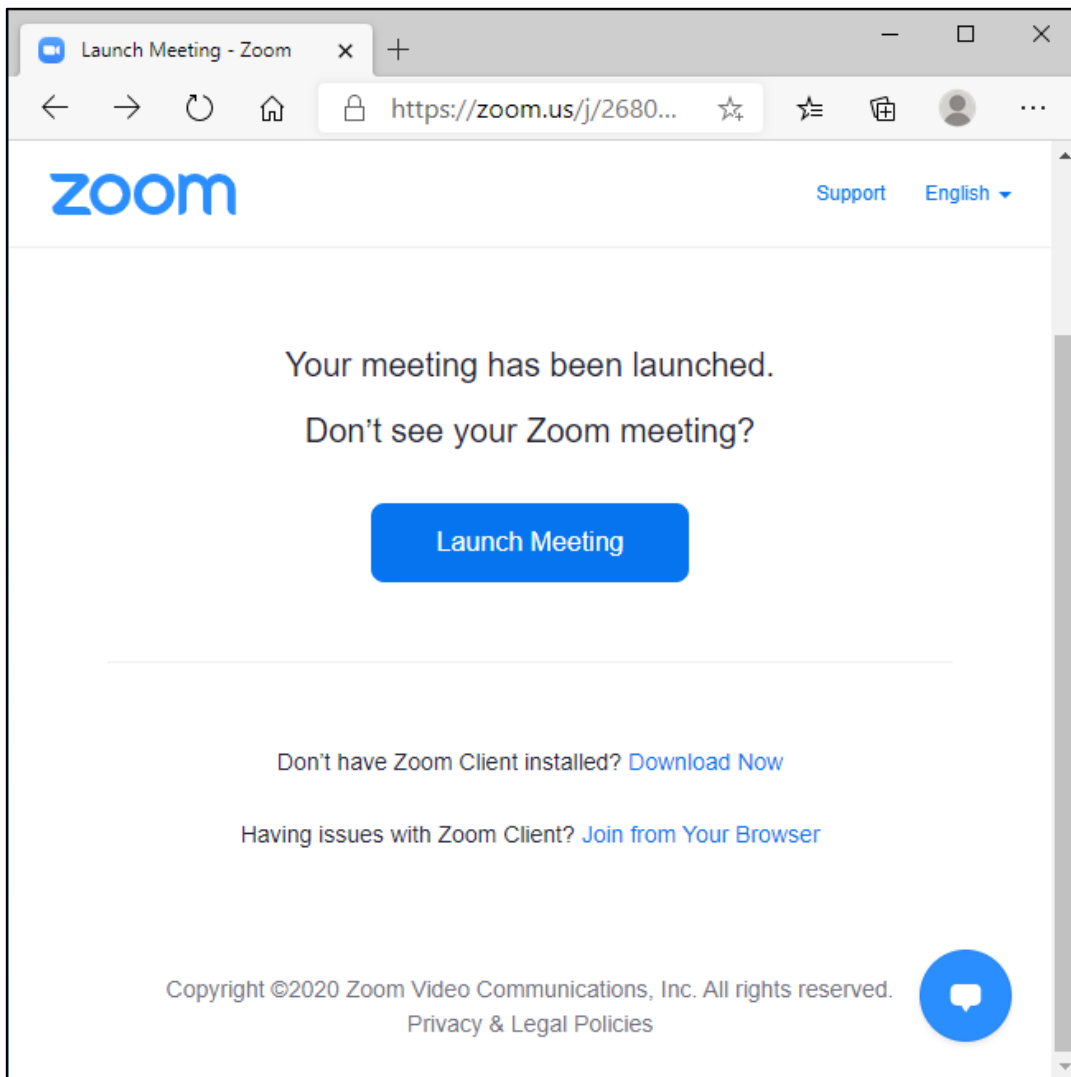 Launch Meeting - Zoom
https://zoom.us/j/2680...
zoom
Support English
Your meeting has been launched.
Don’t see your Zoom meeting?
Launch Meeting
Don’t have Zoom Client installed? Download Now
Having issues with Zoom Client? Join from Your Browser
Copyright ©2020 Zoom Video Communications, Inc. All rights reserved.
Privacy & Legal Policies